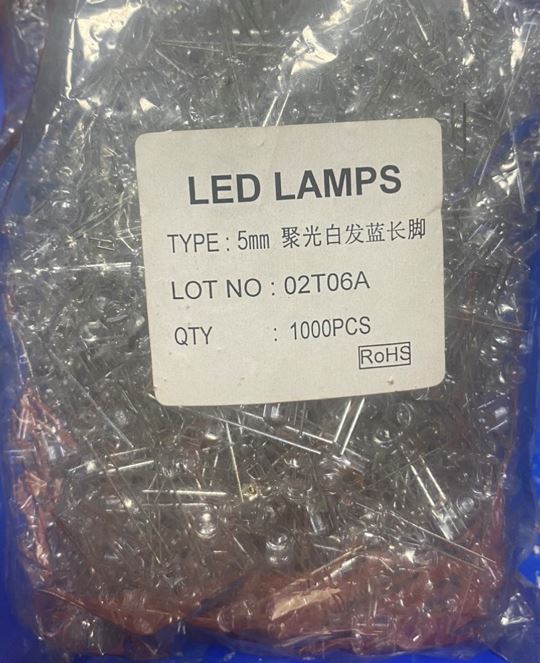 LED LAMPS
TYPE : 5mm 聚光白发蓝长脚
LOT NO : 02T06A
QTY : 1000PCS
RoHS